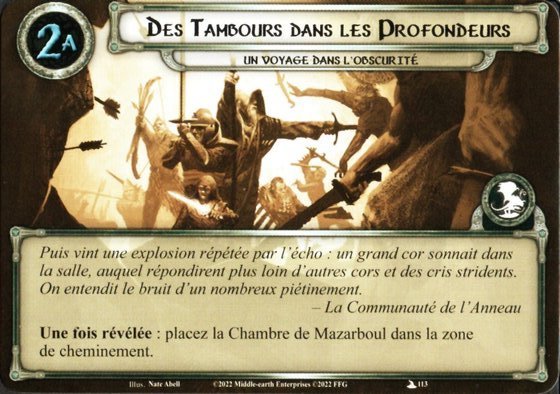 2A
DES TAMBOURS DANS LES PROFONDEURS
UN VOYAGE DANS L'OBSCURITÉ
Puis vint une explosion répétée par l'écho : un grand cor sonnait dans
la salle, auquel répondirent plus loin d'autres cors et des cris stridents.
On entendit le bruit d'un nombreux piétinement.
– La Communauté de l'Anneau
Une fois révélée : placez la Chambre de Mazarboul dans la zone
de cheminement.
Illus. Nate Abell ©2022 Middle-earth Enterprises ©2022 FFG 113